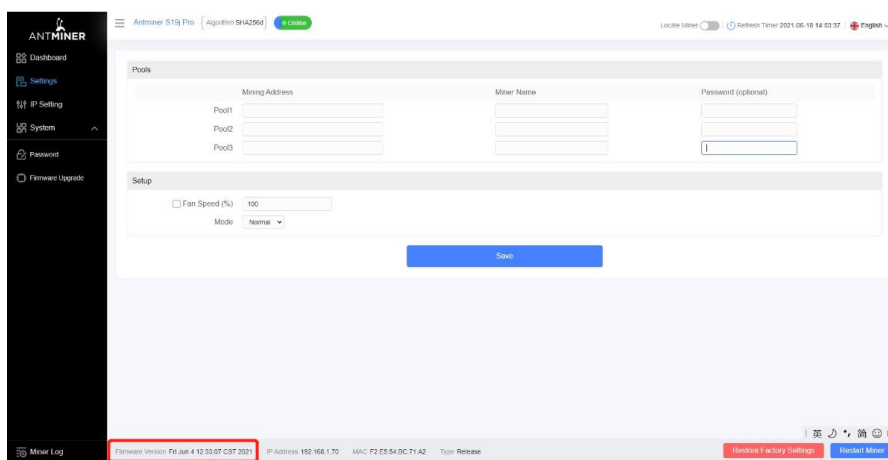 ANTMINER
Antminer S19j Pro Algorithm SHA256d Online
Locate Miner Refresh Timer 2021-06-18 14:53:37 English
Dashboard
Settings
IP Setting
System
Password
Firmware Upgrade
Pools
Mining Address Miner Name Password (optional)
Pool1
Pool2
Pool3
Setup
Fan Speed (%) 100
Mode Normal
Save
英 简
Miner Log
Firmware Version Fri Jun 4 12:33:07 CST 2021 IP Address 192.168.1.70 MAC F2:E5:54:BC:71:A2 Type Release
Restore Factory Settings Restart Miner